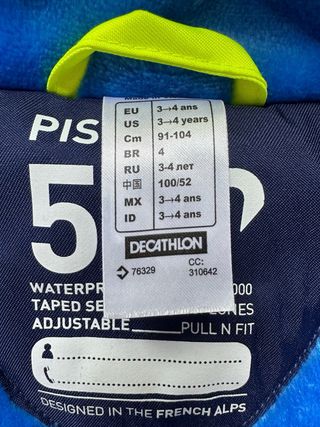 EU 3→4 ans
US 3→4 years
Cm 91-104
BR 4
RU 3-4 лет
中国 100/52
MX 3→4 ans
ID 3→4 ans
DECATHLON
76329 CC: 310642
PIS
5
WATERPR 000
TAPED SE
ADJUSTABLE PULL N FIT
DESIGNED IN THE FRENCH ALPS